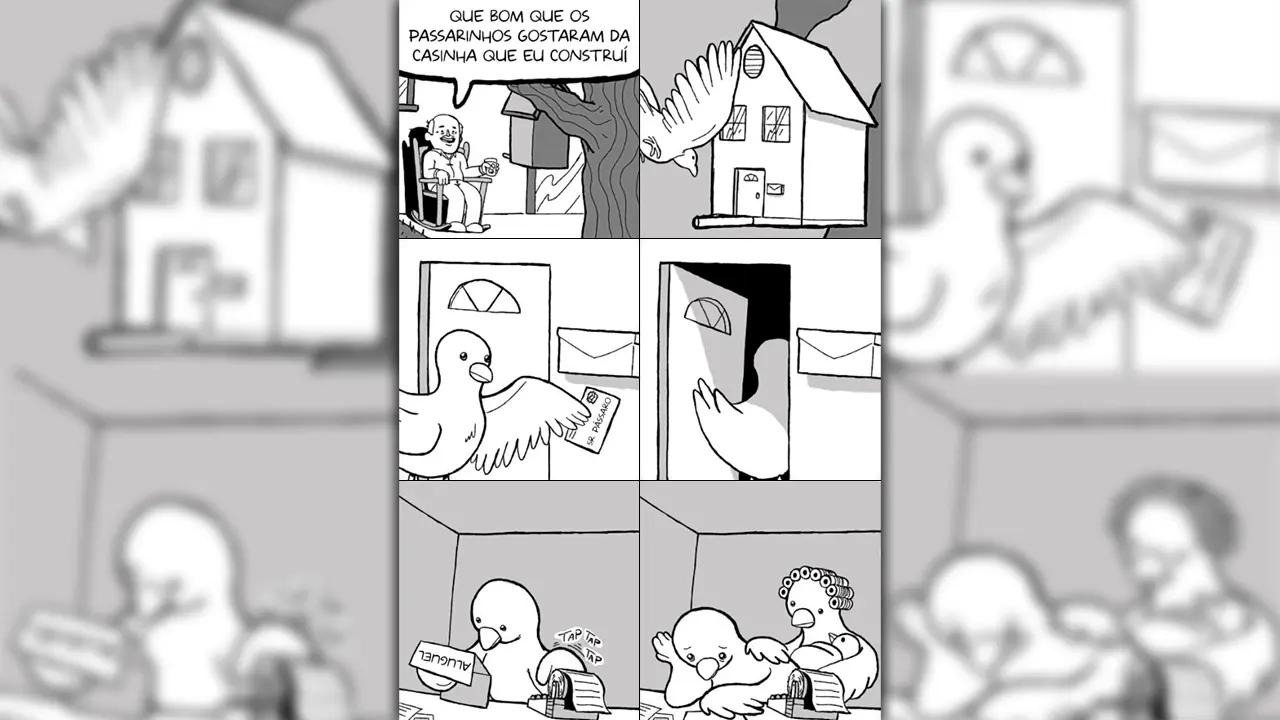 QUE BOM QUE OS
PASSARINHOS GOSTARAM DA
CASINHA QUE EU CONSTRUÍ
SR. PÁSSARO
ALUGUEL
TAP TAP
TAP